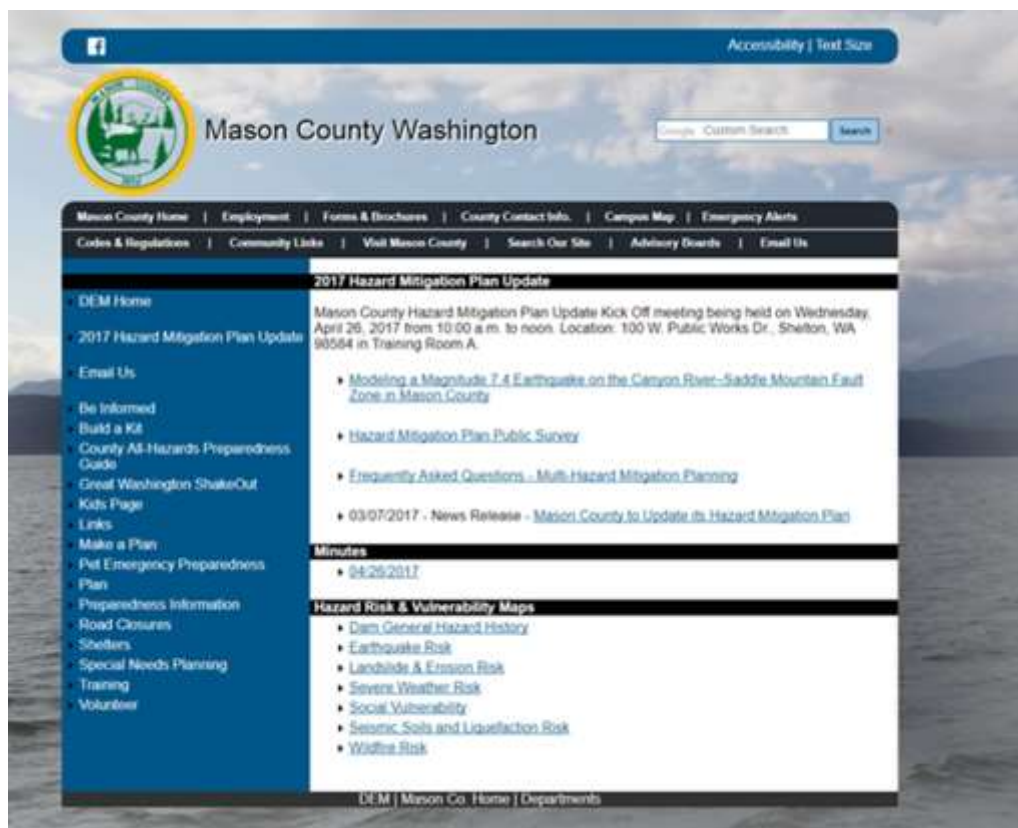 Accessibility | Text Size
MASON COUNTY
Mason County Washington
Google Custom Search
Search
Mason County Home | Employment | Forms & Brochures | County Contact Info. | Campus Map | Emergency Alerts
Codes & Regulations | Community Links | Visit Mason County | Search Our Site | Advisory Boards | Email Us
DEM Home
2017 Hazard Mitigation Plan Update
Email Us
Be Informed
Build a Kit
County All-Hazards Preparedness
Guide
Great Washington ShakeOut
Kids Page
Links
Make a Plan
Pet Emergency Preparedness
Plan
Preparedness Information
Road Closures
Shelters
Special Needs Planning
Training
Volunteer
2017 Hazard Mitigation Plan Update
Mason County Hazard Mitigation Plan Update Kick Off meeting being held on Wednesday,
April 26, 2017 from 10:00 a.m. to noon. Location: 100 W. Public Works Dr., Shelton, WA
98584 in Training Room A.
Modeling a Magnitude 7.4 Earthquake on the Canyon River–Saddle Mountain Fault
Zone in Mason County
Hazard Mitigation Plan Public Survey
Frequently Asked Questions - Multi-Hazard Mitigation Planning
03/07/2017 - News Release - Mason County to Update its Hazard Mitigation Plan
Minutes
04/26/2017
Hazard Risk & Vulnerability Maps
Dam General Hazard History
Earthquake Risk
Landslide & Erosion Risk
Severe Weather Risk
Social Vulnerability
Seismic Soils and Liquefaction Risk
Wildfire Risk
DEM | Mason Co. Home | Departments